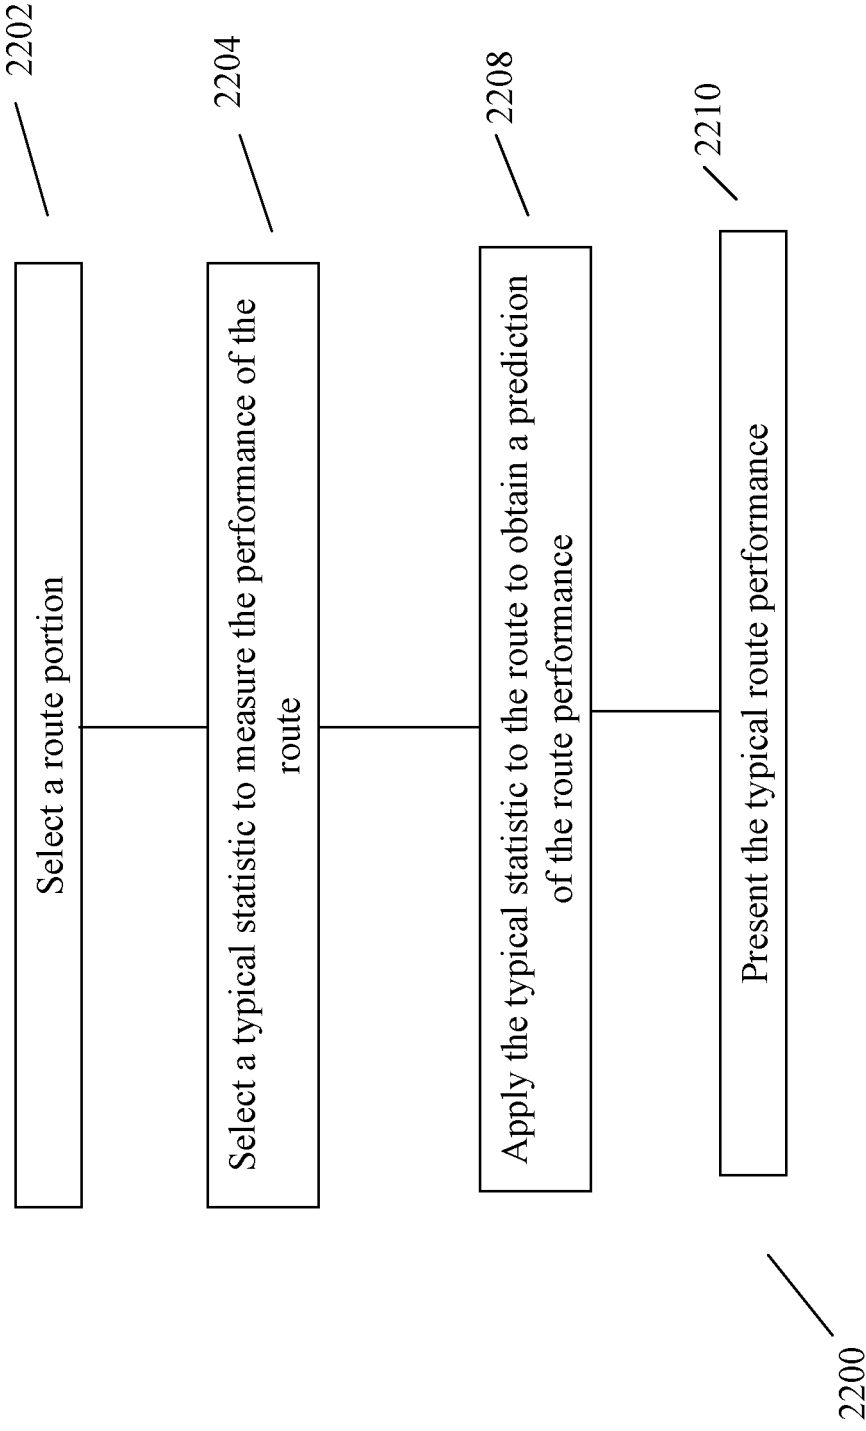 2202
Select a route portion
2204
Select a typical statistic to measure the performance of the
route
2208
Apply the typical statistic to the route to obtain a prediction
of the route performance
2210
Present the typical route performance
2200